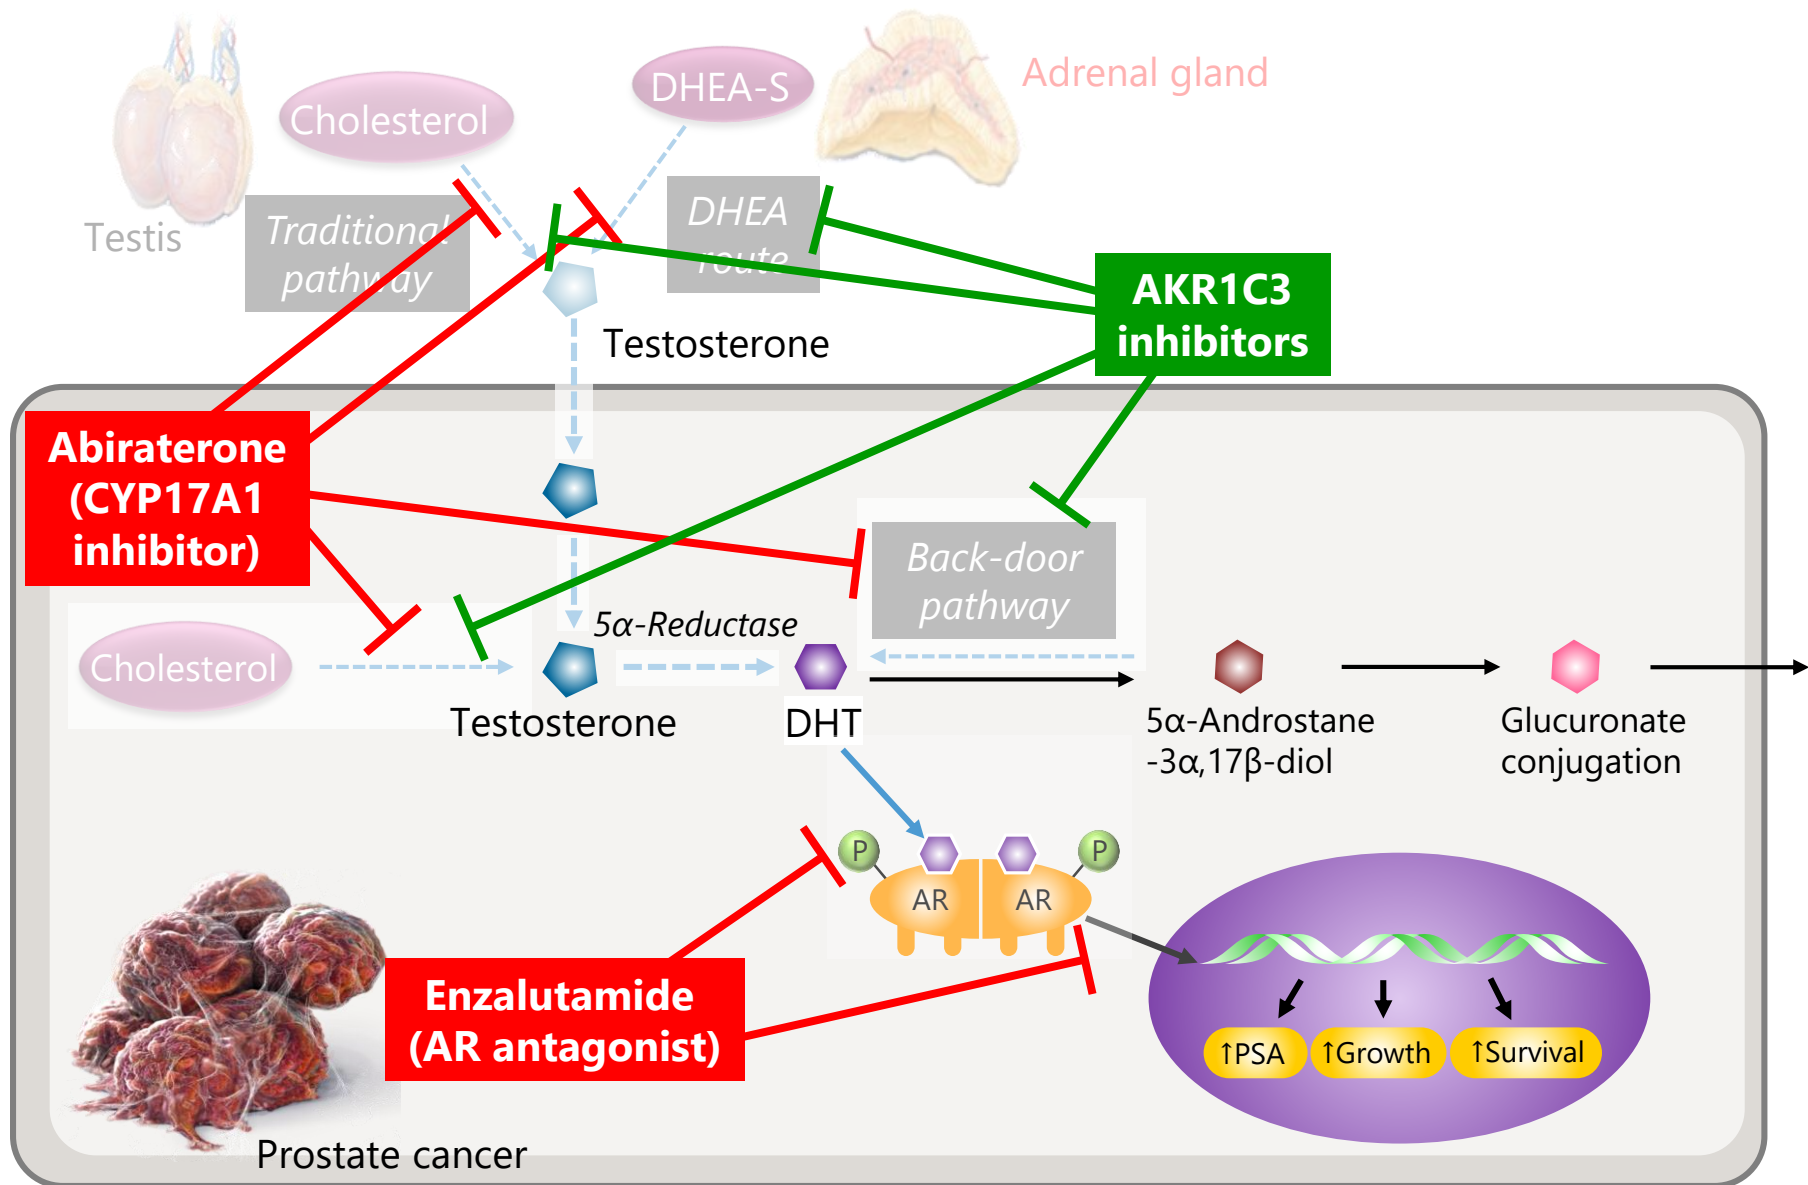 Cholesterol
DHEA-S
Adrenal gland
Testis
Traditional
pathway
DHEA
route
AKR1C3
inhibitors
Testosterone
Abiraterone
(CYP17A1
inhibitor)
Back-door
pathway
5α-Reductase
Cholesterol
Testosterone
DHT
5α-Androstane
-3α,17β-diol
Glucuronate
conjugation
P
P
AR
AR
Enzalutamide
(AR antagonist)
↑PSA
↑Growth
↑Survival
Prostate cancer